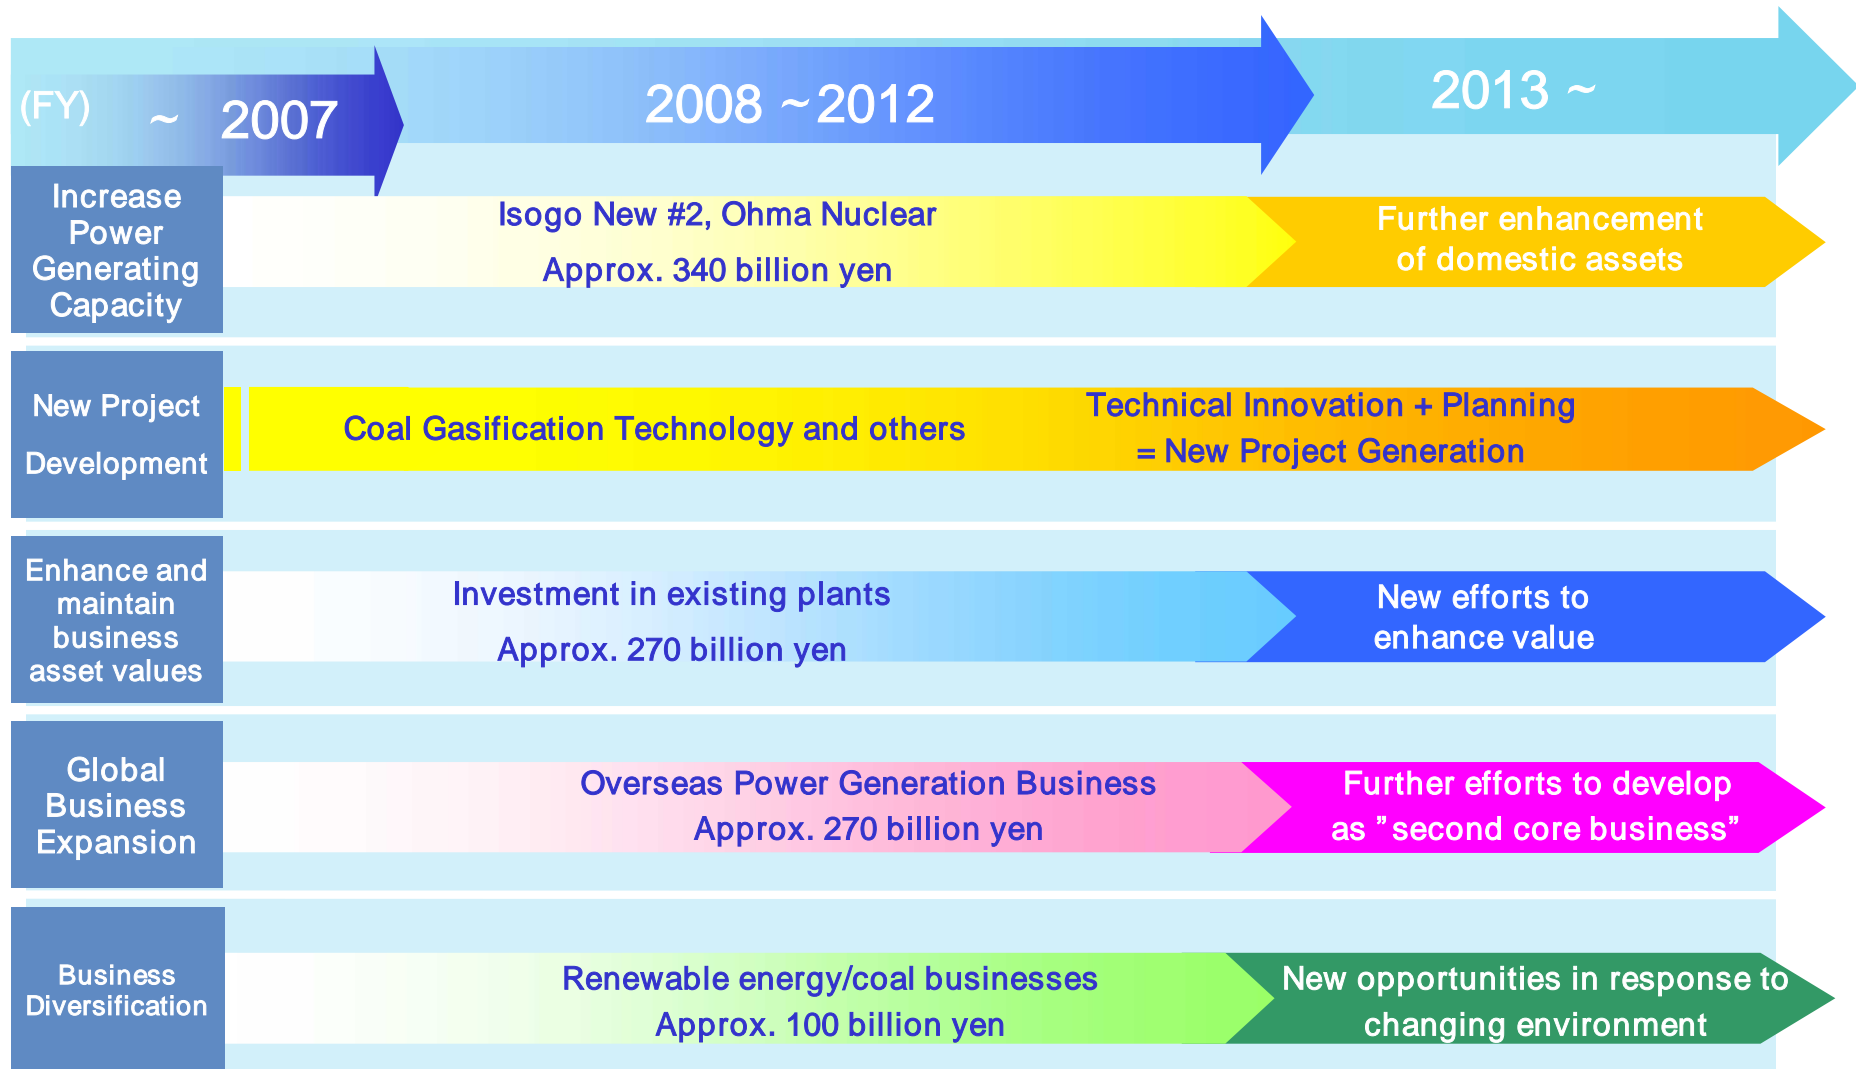 (FY)
~ 2007
2008 ~2012
2013 ~
Increase
Power
Generating
Capacity
Isogo New #2, Ohma Nuclear
Approx. 340 billion yen
Further enhancement
of domestic assets
New Project
Development
Coal Gasification Technology and others
Technical Innovation + Planning
= New Project Generation
Enhance and
maintain
business
asset values
Investment in existing plants
Approx. 270 billion yen
New efforts to
enhance value
Global
Business
Expansion
Overseas Power Generation Business
Approx. 270 billion yen
Further efforts to develop
as ”second core business”
Business
Diversification
Renewable energy/coal businesses
Approx. 100 billion yen
New opportunities in response to
changing environment